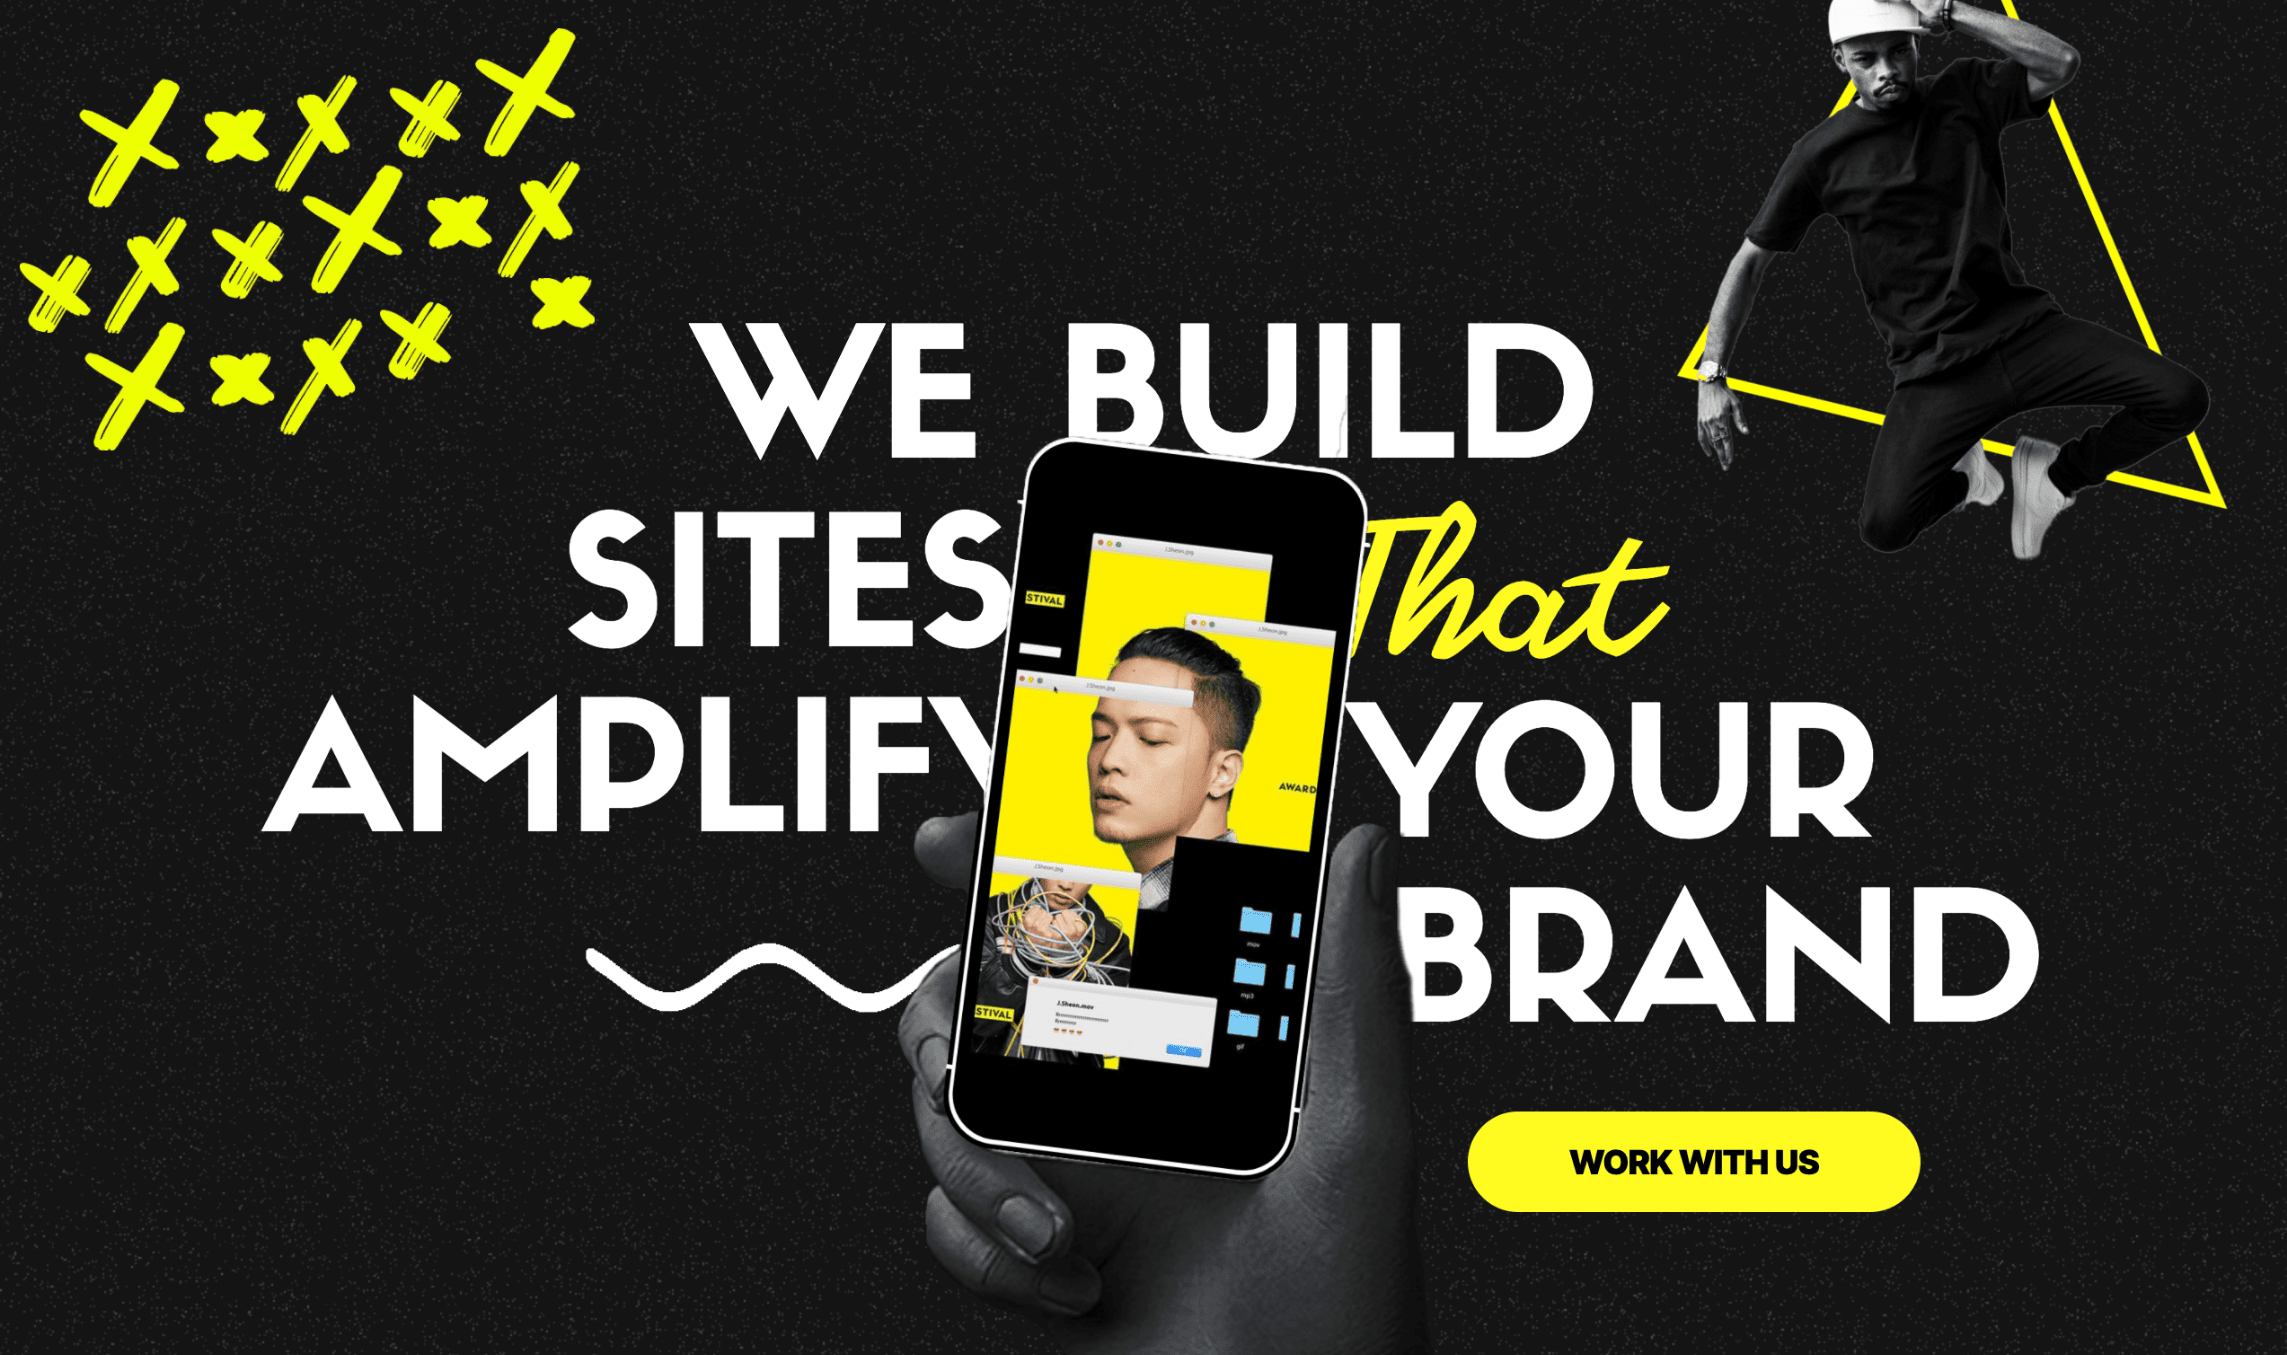 WE BUILD
SITES That
AMPLIFY YOUR
BRAND
WORK WITH US
J.Sheon.jpg
STIVAL
J.Sheon.jpg
J.Sheon.jpg
AWARD
J.Sheon.jpg
J.Sheon.mov
STIVAL
mov
mp3
gif